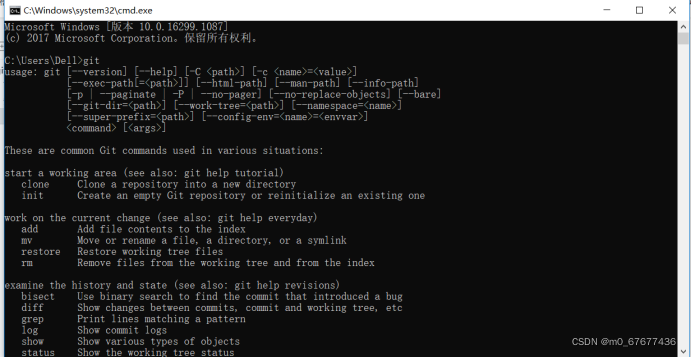 C:\Windows\system32\cmd.exe
Microsoft Windows [版本 10.0.16299.1087]
(c) 2017 Microsoft Corporation。保留所有权利。
C:\Users\Dell>git
usage: git [--version] [--help] [-C <path>] [-c <name>=<value>]
[--exec-path[=<path>]] [--html-path] [--man-path] [--info-path]
[-p | --paginate | -P | --no-pager] [--no-replace-objects] [--bare]
[--git-dir=<path>] [--work-tree=<path>] [--namespace=<name>]
[--super-prefix=<path>] [--config-env=<name>=<envvar>]
<command> [<args>]
These are common Git commands used in various situations:
start a working area (see also: git help tutorial)
clone Clone a repository into a new directory
init Create an empty Git repository or reinitialize an existing one
work on the current change (see also: git help everyday)
add Add file contents to the index
mv Move or rename a file, a directory, or a symlink
restore Restore working tree files
rm Remove files from the working tree and from the index
examine the history and state (see also: git help revisions)
bisect Use binary search to find the commit that introduced a bug
diff Show changes between commits, commit and working tree, etc
grep Print lines matching a pattern
log Show commit logs
show Show various types of objects
status Show the working tree status
CSDN @m0_67677436